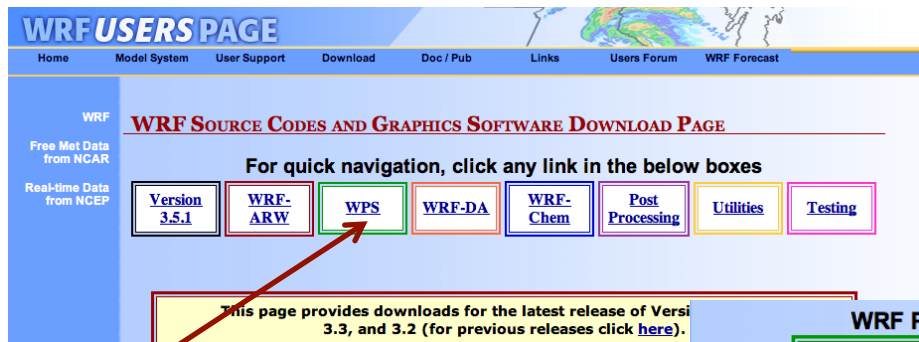 WRF USERS PAGE
Home Model System User Support Download Doc / Pub Links Users Forum WRF Forecast
WRF
Free Met Data
from NCAR
Real-time Data
from NCEP
WRF SOURCE CODES AND GRAPHICS SOFTWARE DOWNLOAD PAGE
For quick navigation, click any link in the below boxes
Version
3.5.1
WRF-
ARW
WPS
WRF-DA
WRF-
Chem
Post
Processing
Utilities
Testing
This page provides downloads for the latest release of Versi
3.3, and 3.2 (for previous releases click here).
WRF